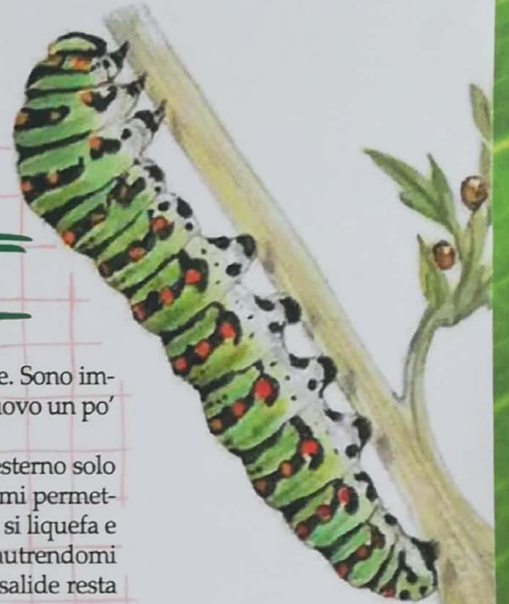 e. Sono im-
uovo un po'
esterno solo
mi permet-
si liquefa e
nutrendomi
salide resta